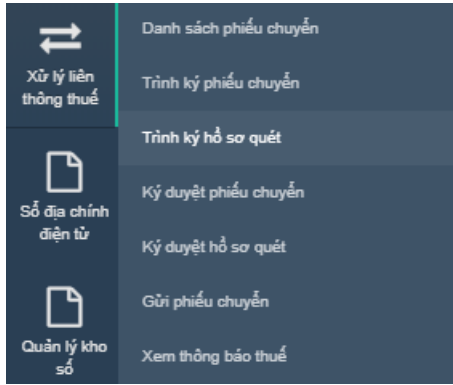 Xử lý liên
thông thuế
Sổ địa chính
điện tử
Quản lý kho
số
Danh sách phiếu chuyển
Trình ký phiếu chuyển
Trình ký hồ sơ quét
Ký duyệt phiếu chuyển
Ký duyệt hồ sơ quét
Gửi phiếu chuyển
Xem thông báo thuế